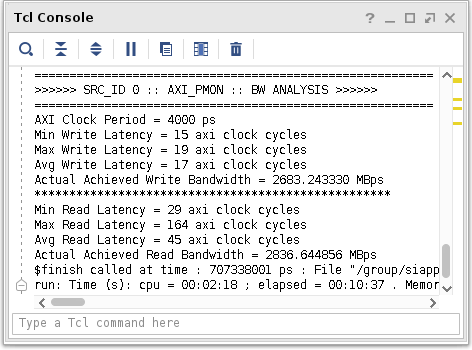 Tcl Console
==========================================================
>>>>>> SRC_ID 0 :: AXI_PMON :: BW ANALYSIS >>>>>>
==========================================================
AXI Clock Period = 4000 ps
Min Write Latency = 15 axi clock cycles
Max Write Latency = 19 axi clock cycles
Avg Write Latency = 17 axi clock cycles
Actual Achieved Write Bandwidth = 2683.243330 MBps
***************************************************
Min Read Latency = 29 axi clock cycles
Max Read Latency = 164 axi clock cycles
Avg Read Latency = 45 axi clock cycles
Actual Achieved Read Bandwidth = 2836.644856 MBps
$finish called at time : 707338001 ps : File "/group/siapp
run: Time (s): cpu = 00:02:18 ; elapsed = 00:10:37 . Memor
Type a Tcl command here